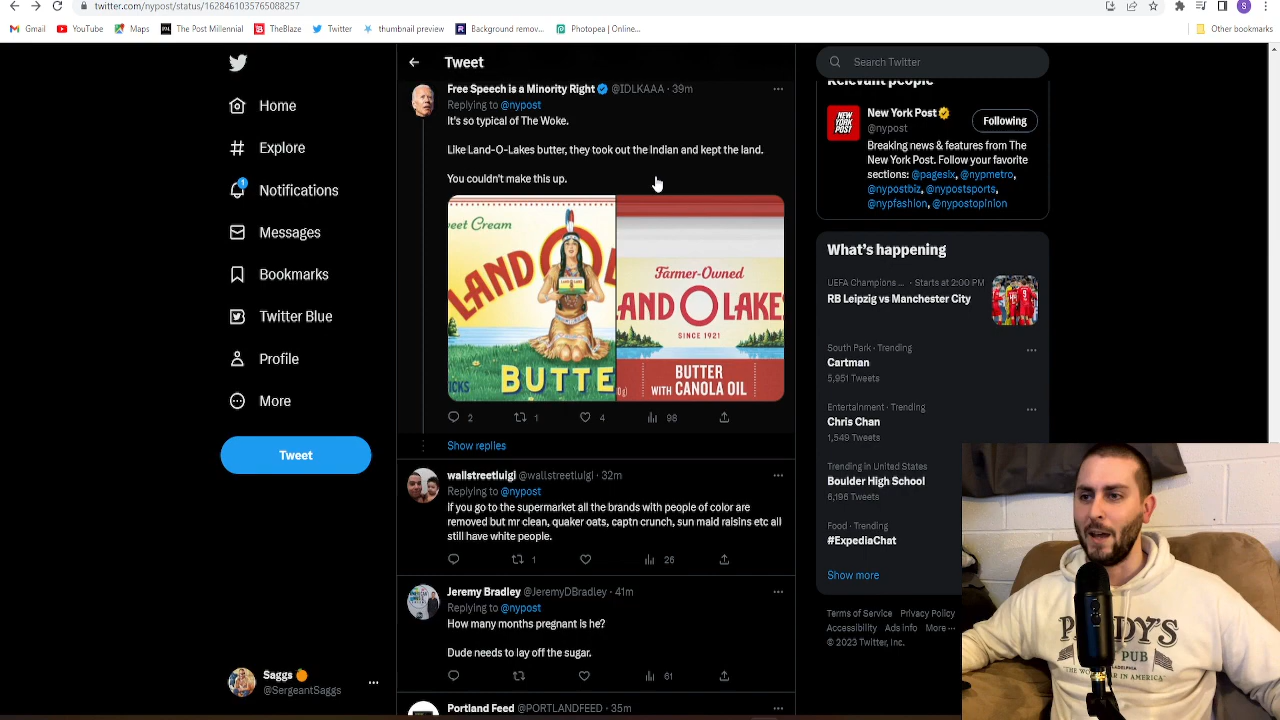 twitter.com/nypost/status/1628461035765088257
Gmail
YouTube
Maps
The Post Millennial
TheBlaze
Twitter
thumbnail preview
Background remov...
Photopea | Online...
Other bookmarks
Home
Explore
1
Notifications
Messages
Bookmarks
Twitter Blue
Profile
More
Tweet
Saggs
@SergeantSaggs
Tweet
Free Speech is a Minority Right @IDLKAAA · 39m
Replying to @nypost
It's so typical of The Woke.
Like Land-O-Lakes butter, they took out the Indian and kept the land.
You couldn't make this up.
eet Cream
LAND O
LAND O LAKES
BUTTE
Farmer-Owned
AND O LAKE
SINCE 1921
BUTTER
WITH CANOLA OIL
2
1
4
98
Show replies
wallstreetluigi @wallstreetluigi · 32m
Replying to @nypost
If you go to the supermarket all the brands with people of color are
removed but mr clean, quaker oats, captn crunch, sun maid raisins etc all
still have white people.
1
26
Jeremy Bradley @JeremyDBradley · 41m
Replying to @nypost
How many months pregnant is he?
Dude needs to lay off the sugar.
61
Portland Feed @PORTLANDFEED · 35m
Search Twitter
Relevant people
NEW
YORK
POST
New York Post
@nypost
Following
Breaking news & features from The
New York Post. Follow your favorite
sections: @pagesix, @nypmetro,
@nypostbiz, @nypostsports,
@nypfashion, @nypostopinion
What's happening
UEFA Champions ... · Starts at 2:00 PM
RB Leipzig vs Manchester City
South Park · Trending
Cartman
5,951 Tweets
Entertainment · Trending
Chris Chan
1,549 Tweets
Trending in United States
Boulder High School
6,196 Tweets
Food · Trending
#ExpediaChat
Show more
Terms of Service Privacy Policy
Accessibility Ads info More ···
© 2023 Twitter, Inc.
PUB
PHILADELPHIA